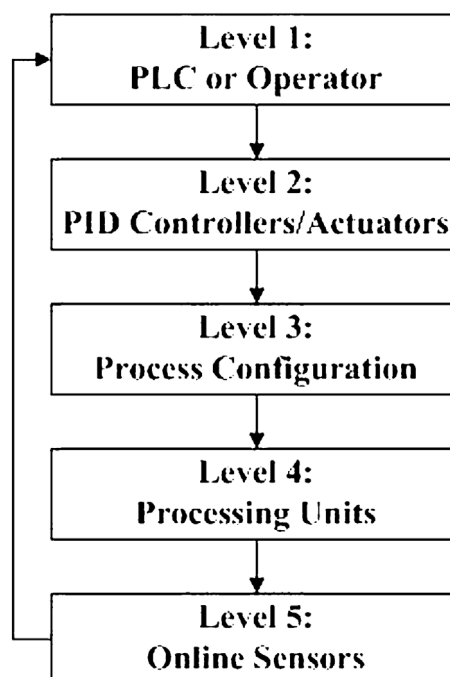 Level 1:
PLC or Operator
Level 2:
PID Controllers/Actuators
Level 3:
Process Configuration
Level 4:
Processing Units
Level 5:
Online Sensors